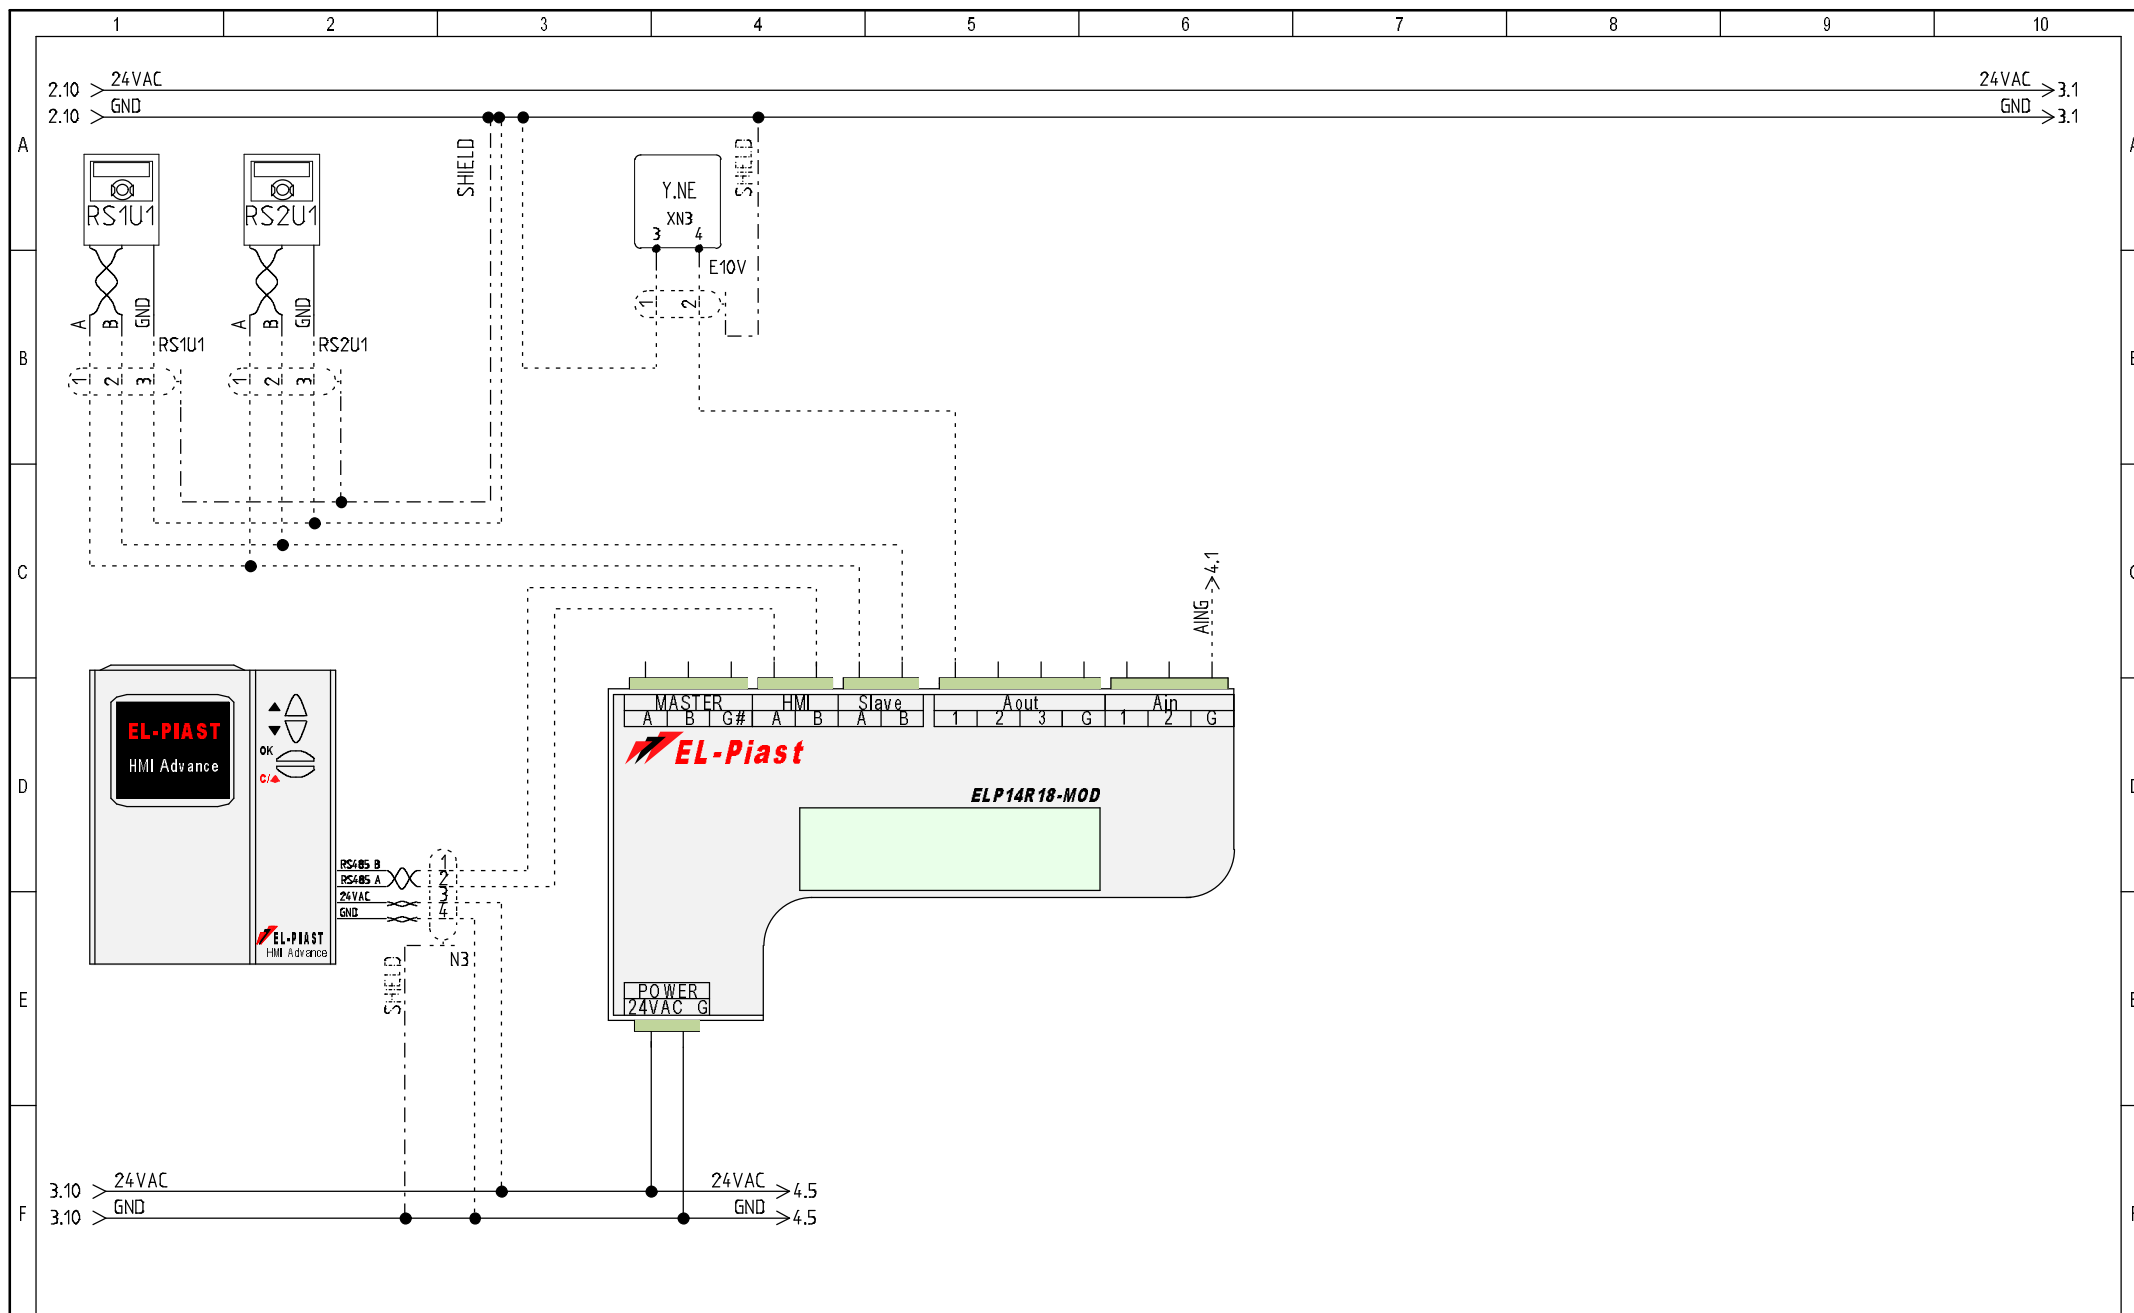 1 2 3 4 5 6 7 8 9 10
2.10 24VAC 24VAC 3.1
2.10 GND GND 3.1
A
SHIELD
SHIELD
RS1U1
RS2U1
Y.NE
XN3
3 4
E10V
1 2
A B GND
RS1U1
A B GND
RS2U1
B
1 2 3
1 2 3
C
AING 4.1
MASTER HMI Slave Aout Ain
A B G# A B A B 1 2 3 G 1 2 G
EL-Piast
ELP14R18-MOD
EL-PIAST
HMI Advance
OK
C/
D
RS485 B 1
RS485 A 2
24VAC 3
GND 4
EL-PIAST
HMI Advance
N3
SHIELD
E
POWER
24VAC G
3.10 24VAC 24VAC 4.5
F
3.10 GND GND 4.5